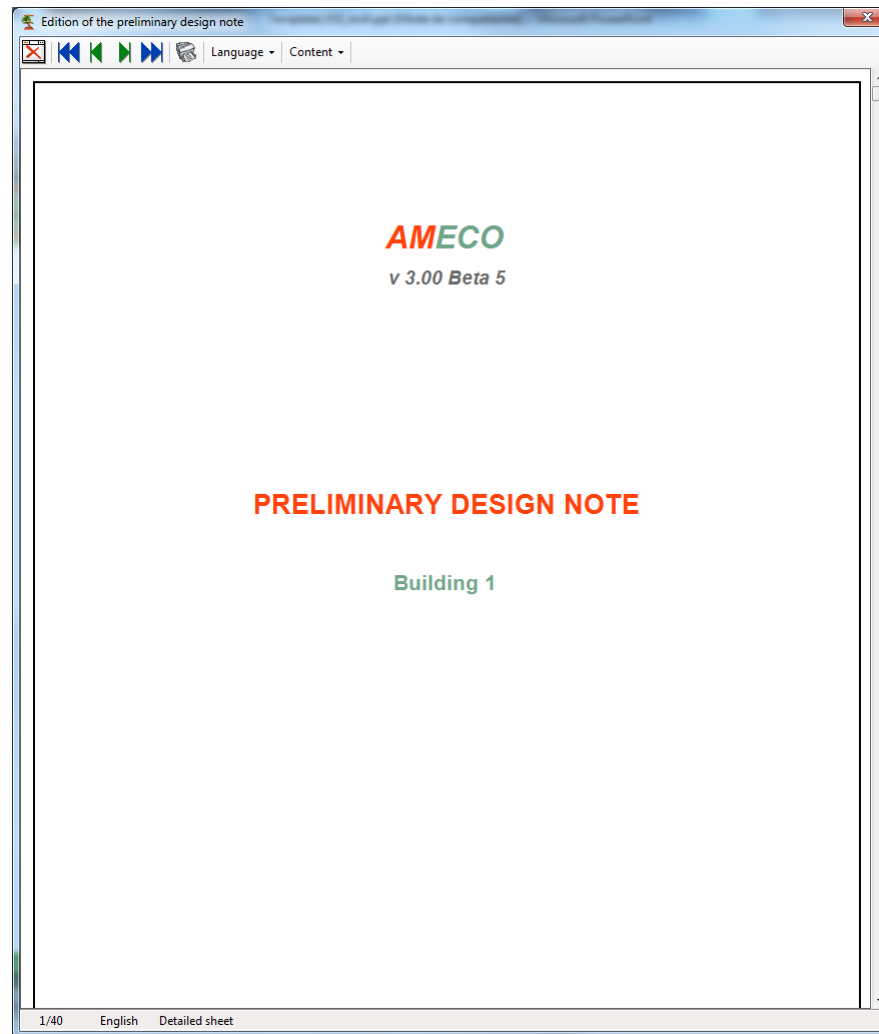 Edition of the preliminary design note
Language Content
AMECO
v 3.00 Beta 5
PRELIMINARY DESIGN NOTE
Building 1
1/40 English Detailed sheet